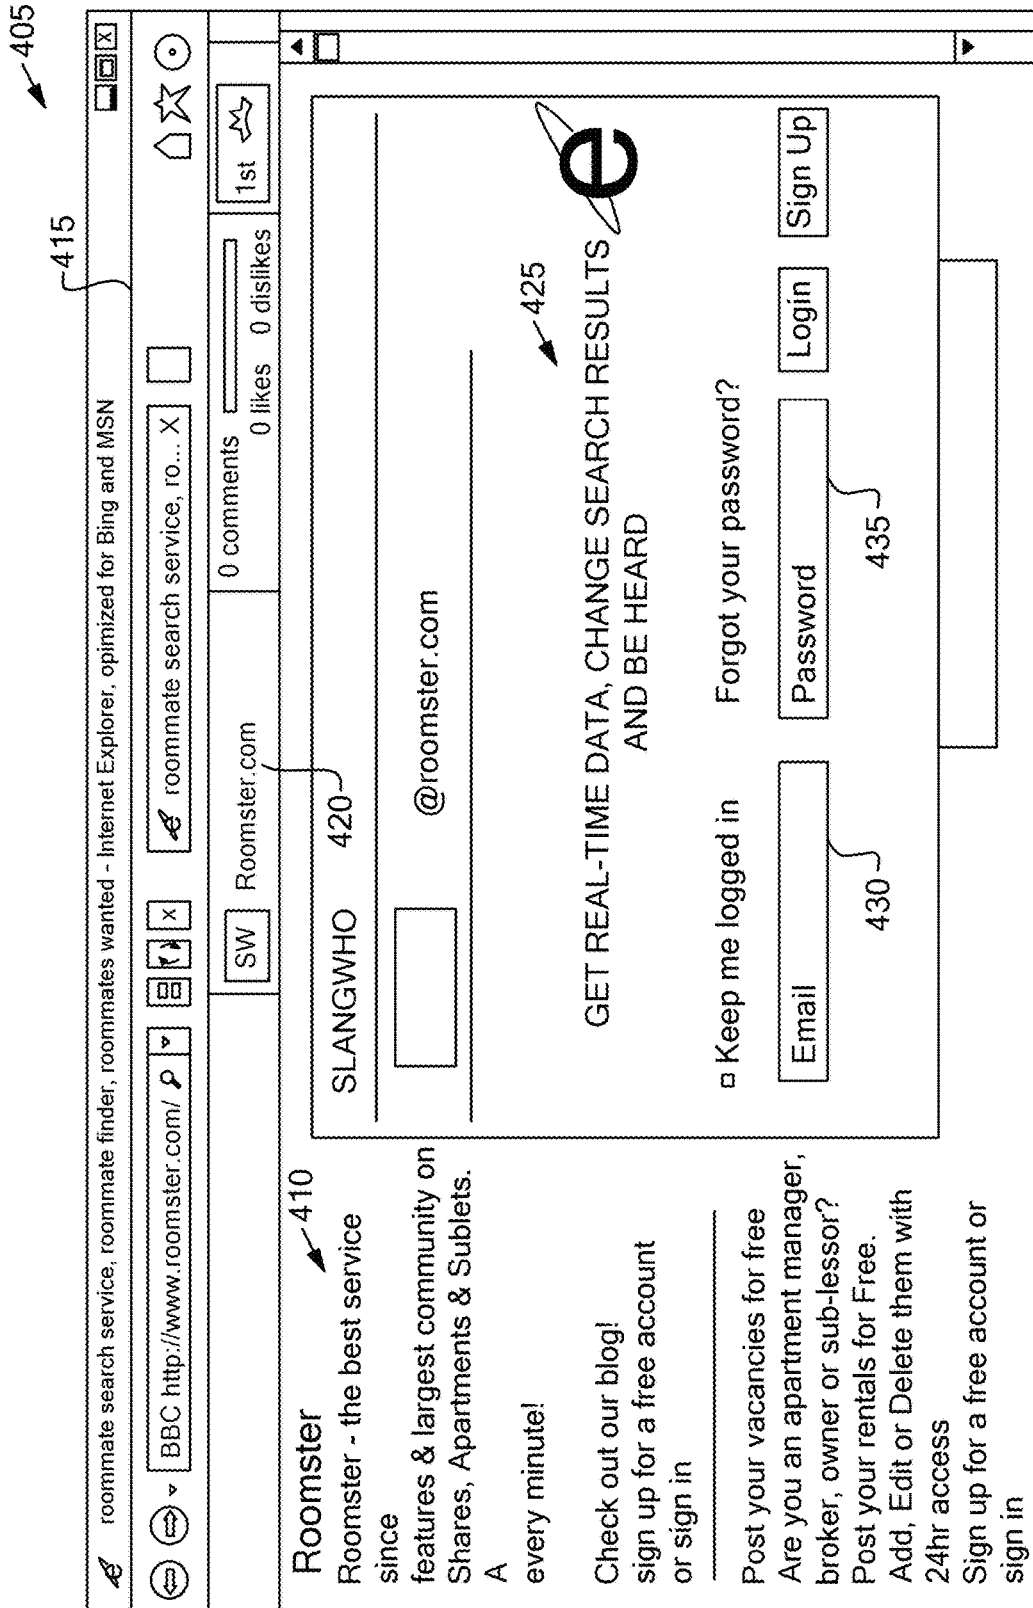 405
415
roommate search service, roommate finder, roommates wanted - Internet Explorer, opimized for Bing and MSN
X
BBC http://www.roomster.com/
X
roommate search service, ro... X
SW
Roomster.com
0 comments
0 likes 0 dislikes
1st
420
Roomster
410
Roomster - the best service
since
features & largest community on
Shares, Apartments & Sublets.
A
every minute!
Check out our blog!
sign up for a free account
or sign in
Post your vacancies for free
Are you an apartment manager,
broker, owner or sub-lessor?
Post your rentals for Free.
Add, Edit or Delete them with
24hr access
Sign up for a free account or
sign in
SLANGWHO
@roomster.com
425
GET REAL-TIME DATA, CHANGE SEARCH RESULTS
AND BE HEARD
e
Keep me logged in
Forgot your password?
Email
Password
Login
Sign Up
430
435